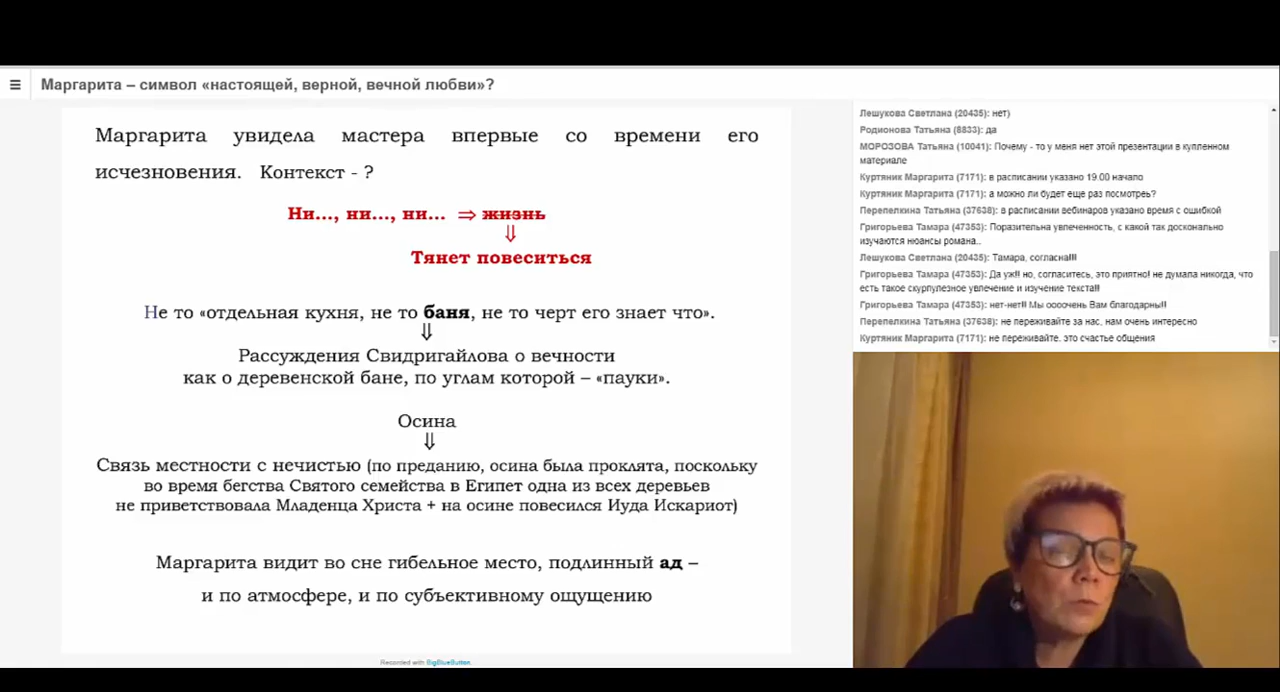 Маргарита – символ «настоящей, верной, вечной любви»?
Маргарита увидела мастера впервые со времени его
исчезновения. Контекст - ?
Ни…, ни…, ни… ⇒ жизнь
⇓
Тянет повеситься
Не то «отдельная кухня, не то баня, не то черт его знает что».
⇓
Рассуждения Свидригайлова о вечности
как о деревенской бане, по углам которой – «пауки».
Осина
⇓
Связь местности с нечистью (по преданию, осина была проклята, поскольку
во время бегства Святого семейства в Египет одна из всех деревьев
не приветствовала Младенца Христа + на осине повесился Иуда Искариот)
Маргарита видит во сне гибельное место, подлинный ад –
и по атмосфере, и по субъективному ощущению
Recorded with BigBlueButton.
Лешукова Светлана (20435): нет)
Родионова Татьяна (8833): да
МОРОЗОВА Татьяна (10041): Почему - то у меня нет этой презентации в купленном
материале
Куртяник Маргарита (7171): в расписании указано 19.00 начало
Куртяник Маргарита (7171): а можно ли будет еще раз посмотреь?
Перепелкина Татьяна (37638): в расписании вебинаров указано время с ошибкой
Григорьева Тамара (47353): Поразительна увлеченность, с какой так досконально
изучаются нюансы романа..
Лешукова Светлана (20435): Тамара, согласна!!!
Григорьева Тамара (47353): Да уж!! но, согласитесь, это приятно! не думала никогда, что
есть такое скурпулезное увлечение и изучение текста!!
Григорьева Тамара (47353): нет-нет!! Мы ооочень Вам благодарны!!
Перепелкина Татьяна (37638): не переживайте за нас, нам очень интересно
Куртяник Маргарита (7171): не переживайте. это счастье общения